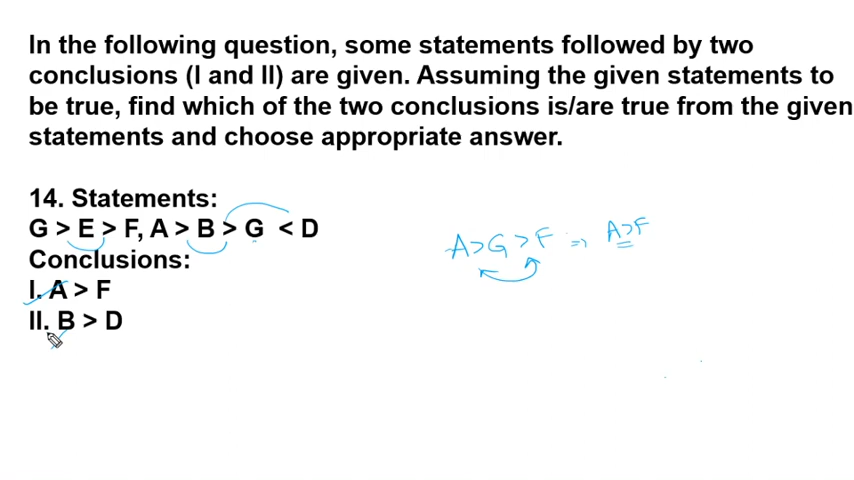 In the following question, some statements followed by two
conclusions (I and II) are given. Assuming the given statements to
be true, find which of the two conclusions is/are true from the given
statements and choose appropriate answer.
14. Statements:
G > E > F, A > B > G < D
A > G > F ⇒ A > F
Conclusions:
I. A > F
II. B > D